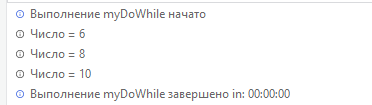 Выполнение myDoWhile начато
Число = 6
Число = 8
Число = 10
Выполнение myDoWhile завершено in: 00:00:00